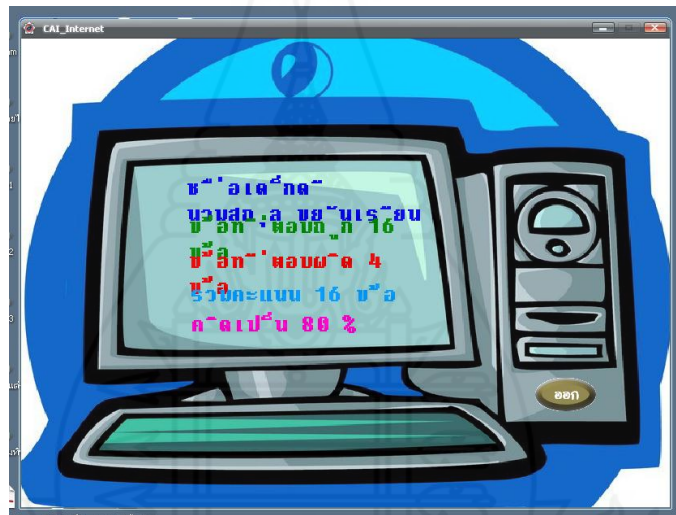 CAI_Internet
ชื่อเด็กดี
นวมสถุล ขยันเรียน
ข้อที่ตอบถูก 16
ข้อ
ข้อที่ตอบผิด 4
ข้อ
รวมคะแนน 16 ข้อ
คิดเป็น 80 %
ออก